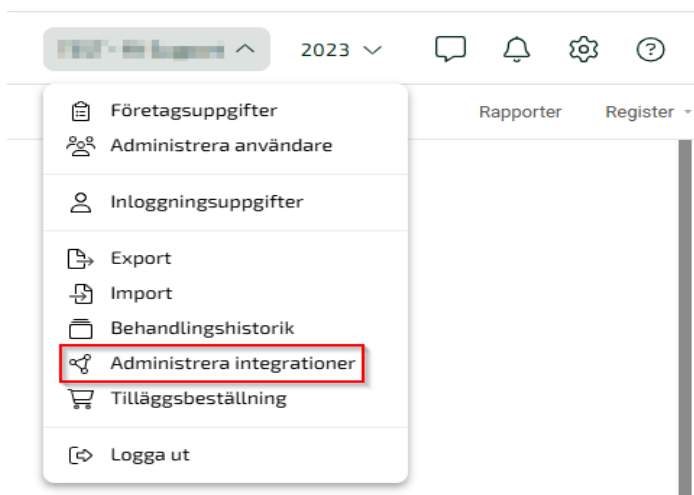 2023
Rapporter Register
Företagsuppgifter
Administrera användare
Inloggningsuppgifter
Export
Import
Behandlingshistorik
Administrera integrationer
Tilläggsbeställning
Logga ut